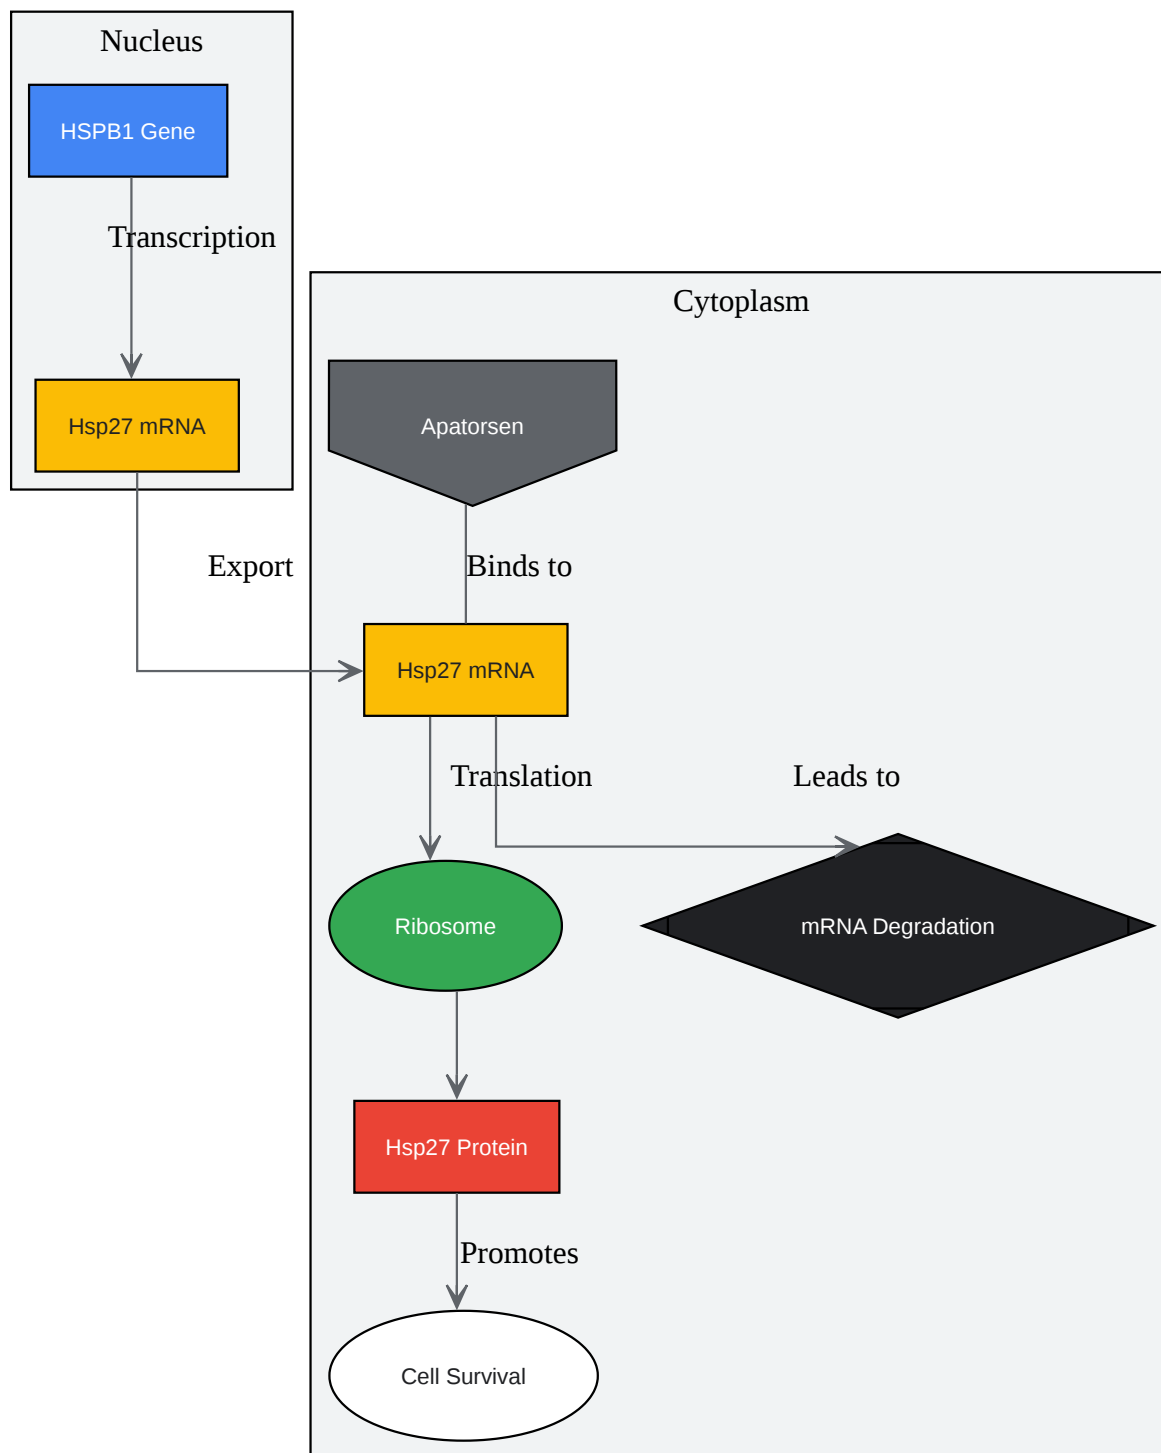 Nucleus
HSPB1 Gene
Transcription
Hsp27 mRNA
Export
Cytoplasm
Apatorsen
Binds to
Hsp27 mRNA
Translation
Leads to
Ribosome
mRNA Degradation
Hsp27 Protein
Promotes
Cell Survival